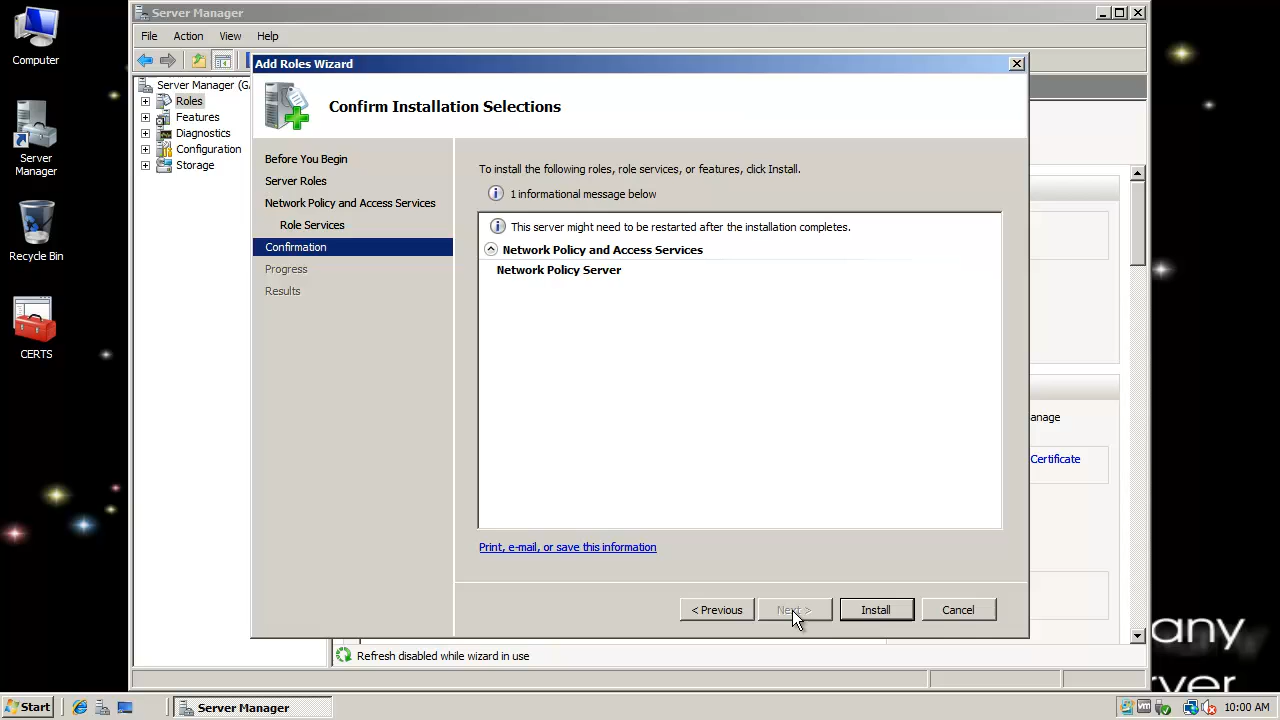 Computer
Server
Manager
Recycle Bin
CERTS
Server Manager
File Action View Help
Server Manager (G
Roles
Features
Diagnostics
Configuration
Storage
Add Roles Wizard
Confirm Installation Selections
Before You Begin
Server Roles
Network Policy and Access Services
Role Services
Confirmation
Progress
Results
To install the following roles, role services, or features, click Install.
1 informational message below
This server might need to be restarted after the installation completes.
Network Policy and Access Services
Network Policy Server
Print, e-mail, or save this information
< Previous
Next >
Install
Cancel
anage
Certificate
Refresh disabled while wizard in use
any
erver
Start
Server Manager
10:00 AM